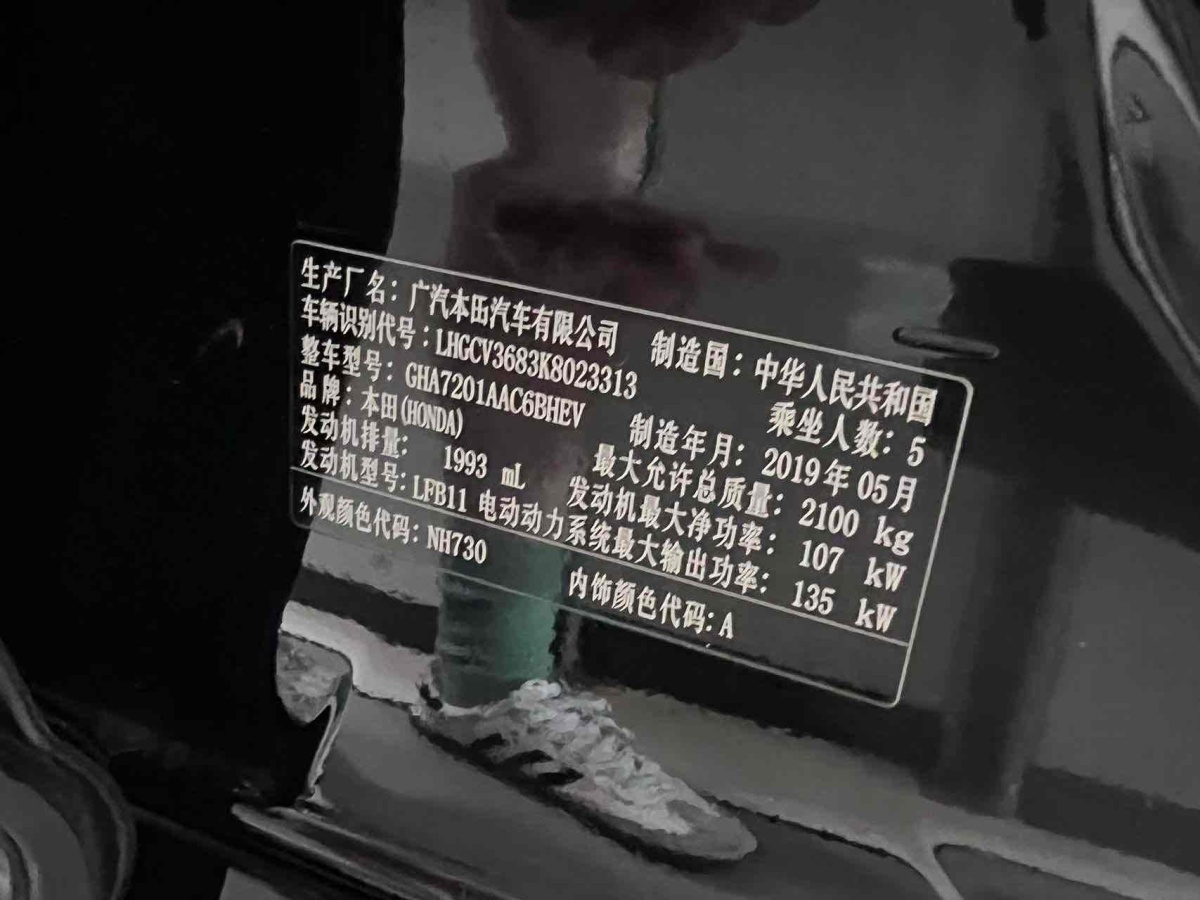 生产厂名：广汽本田汽车有限公司 制造国：中华人民共和国
车辆识别代号：LHGCV3683K8023313 乘坐人数：5
整车型号：GHA7201AAC6BHEV 制造年月：2019年05月
品牌：本田(HONDA) 最大允许总质量：2100 kg
发动机排量：1993 mL 发动机最大净功率：107 kW
发动机型号：LFB11 电动动力系统最大输出功率：135 kW
外观颜色代码：NH730 内饰颜色代码：A